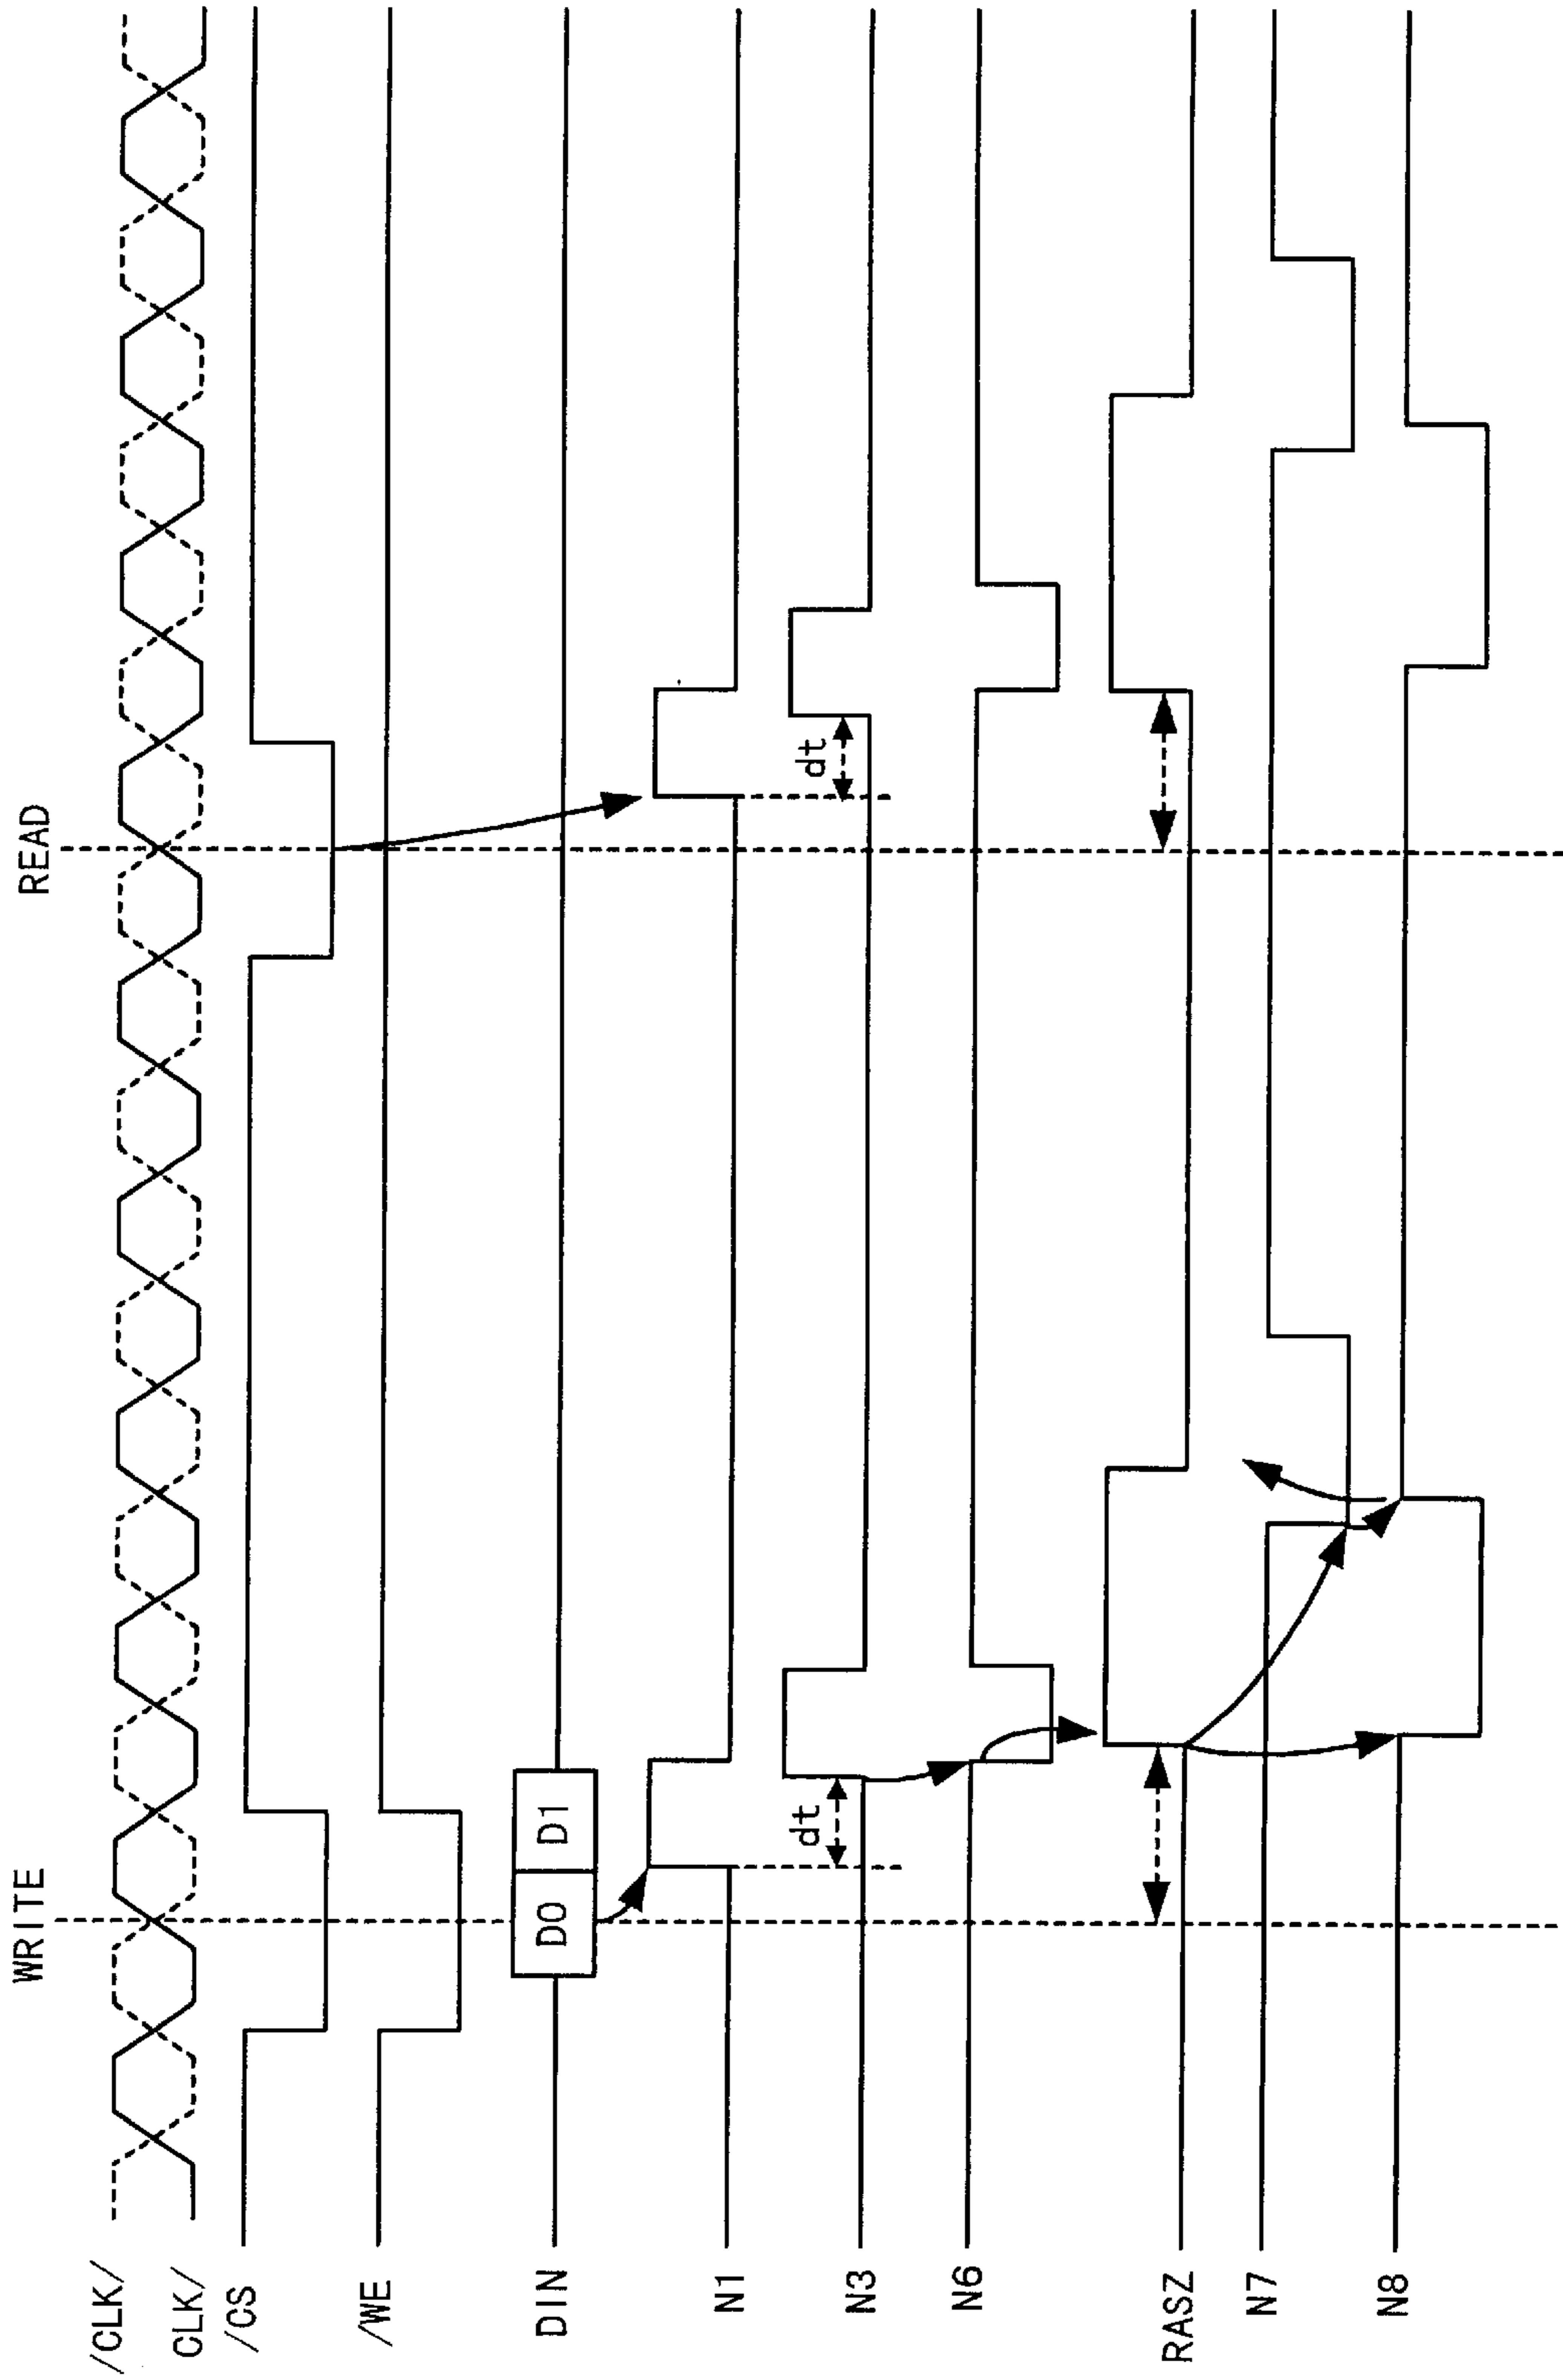 WRITE
READ
/CLK/
CLK/
/CS
/WE
DIN
D0
D1
N1
dt
dt
N3
N6
RASZ
N7
N8